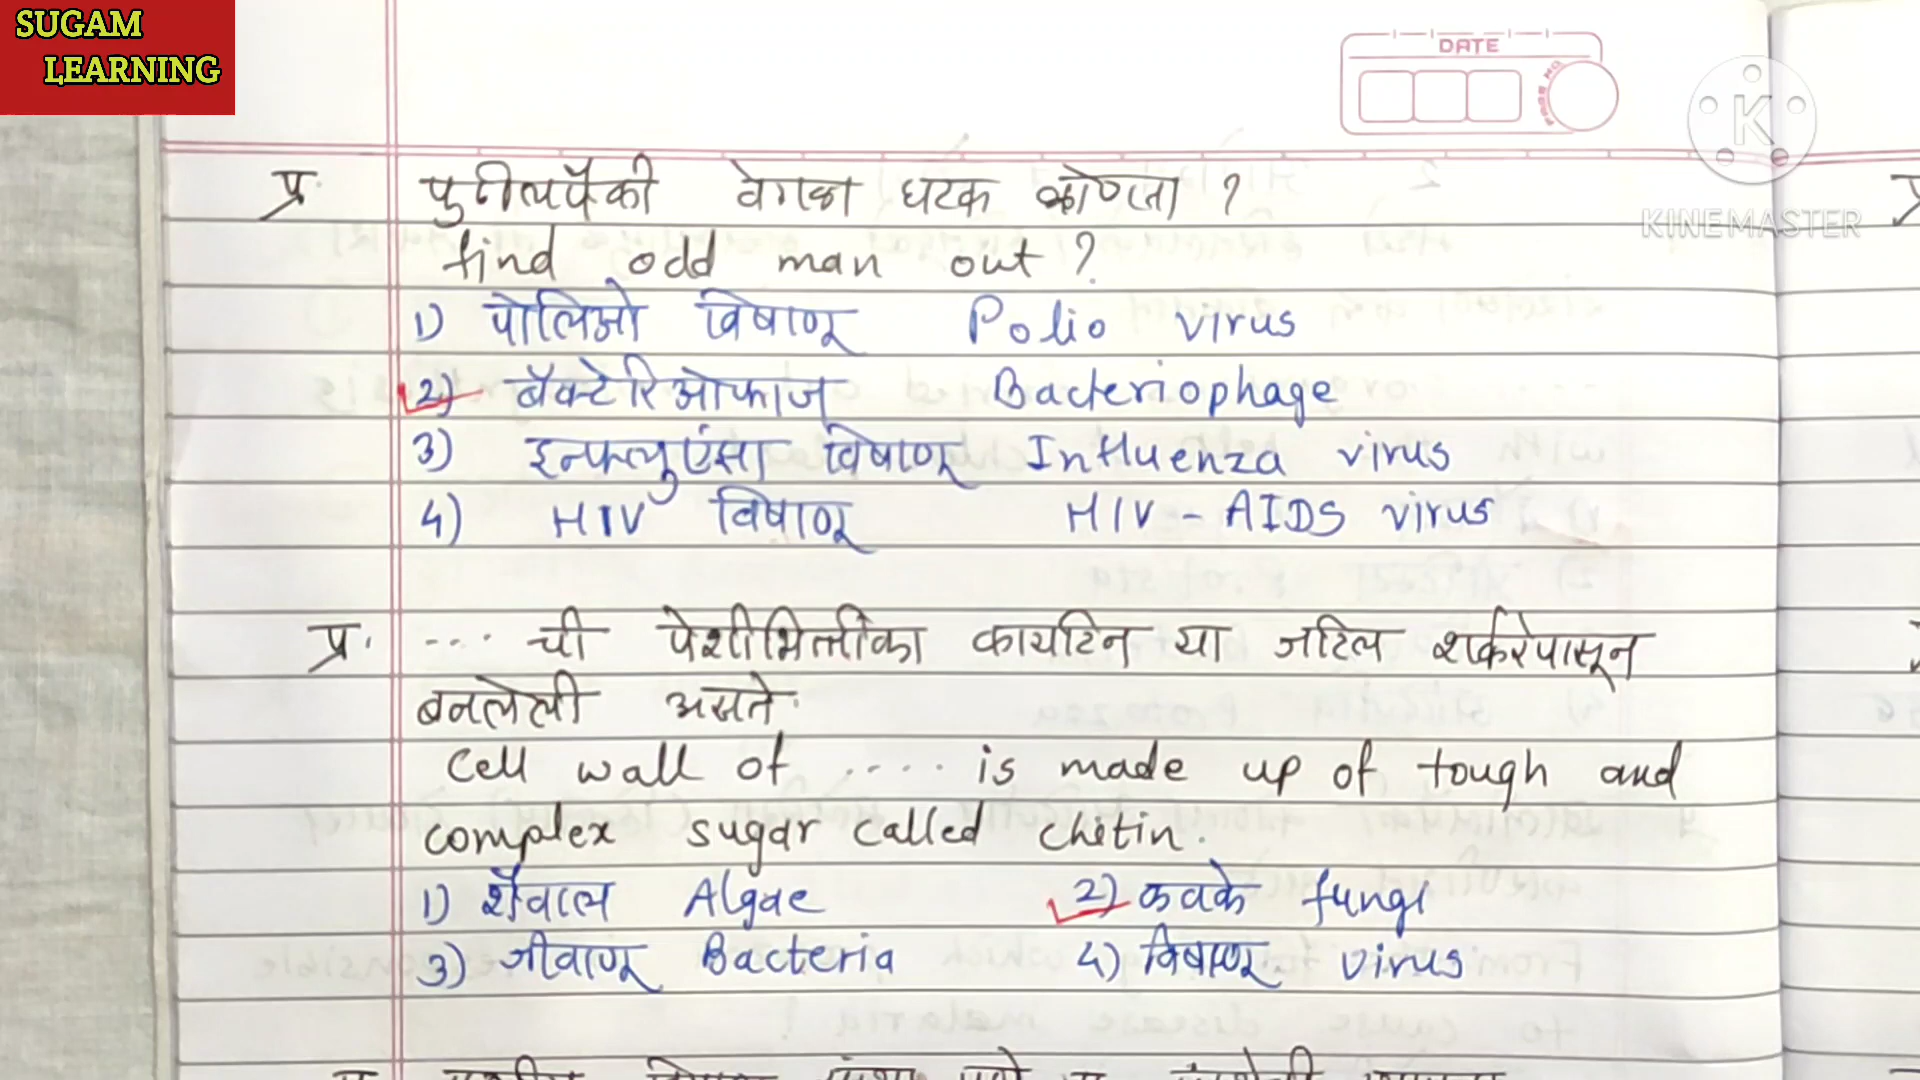 SUGAM
LEARNING
DATE
PAGE NO.
KINEMASTER
प्र. पुढीलपैकी वेगळा घटक कोणता ?
find odd man out ?
1) पोलिओ विषाणू Polio virus
2) बॅक्टेरिओफाज् Bacteriophage
3) इन्फ्लुएंसा विषाणू Influenza virus
4) HIV विषाणू HIV - AIDS virus
प्र. .... ची पेशीभित्तीका कायटिन या जटिल शर्करेपासून
बनलेली असते.
Cell wall of ..... is made up of tough and
complex sugar called chitin.
1) शैवाल Algae 2) कवके fungi
3) जीवाणू Bacteria 4) विषाणू virus